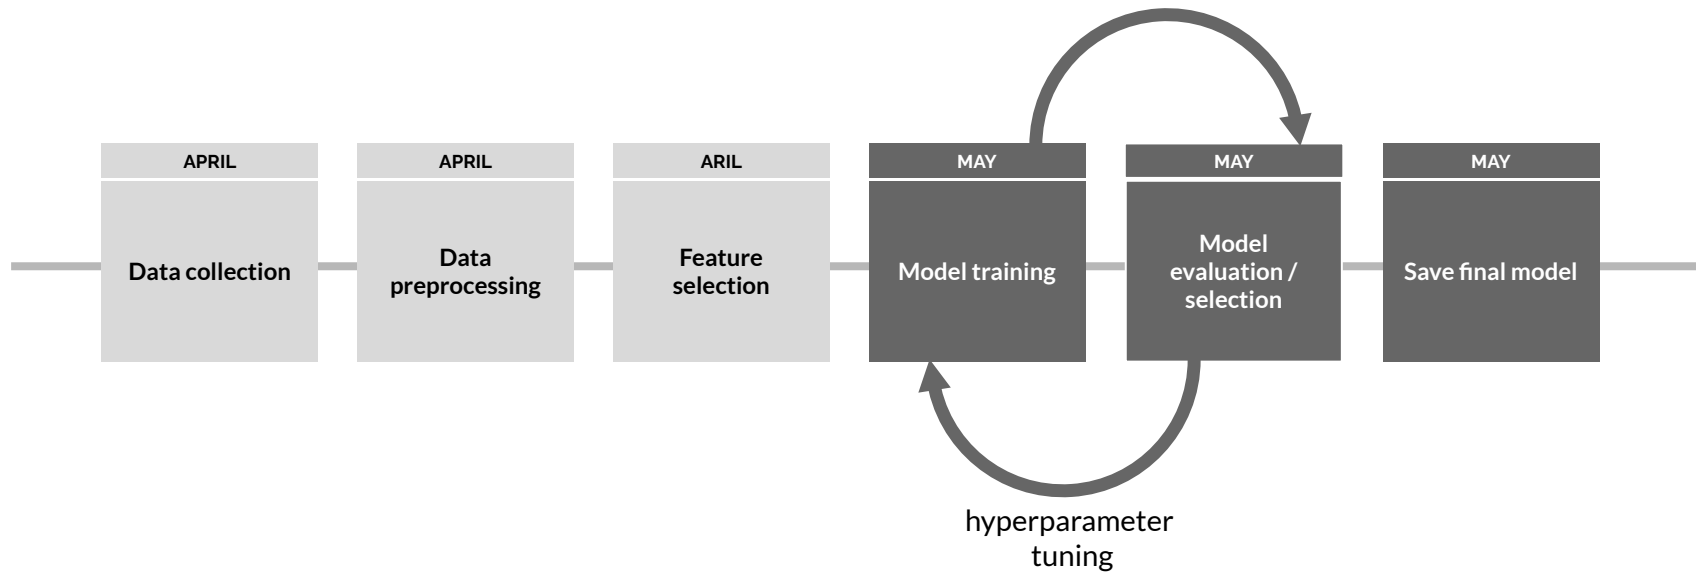 APRIL
Data collection
APRIL
Data
preprocessing
ARIL
Feature
selection
MAY
Model training
MAY
Model
evaluation /
selection
MAY
Save final model
hyperparameter
tuning